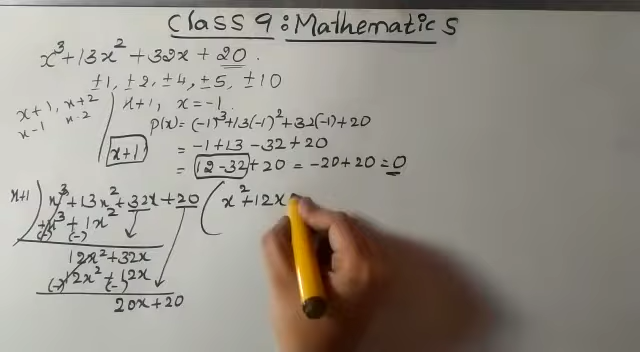 Class 9 : Mathematics
x³+13x²+32x+20.
±1, ±2, ±4, ±5, ±10
x+1, x+2
x-1 x-2
x+1, x=-1.
P(x)= (-1)³+13(-1)²+32(-1)+20
x+1
= -1+13-32+20
= 12-32+20 = -20+20=0
x+1) x³+13x²+32x+20 (x²+12x
x³+1x²
(-) (-)
12x²+32x
12x²+12x
(-) (-)
20x+20